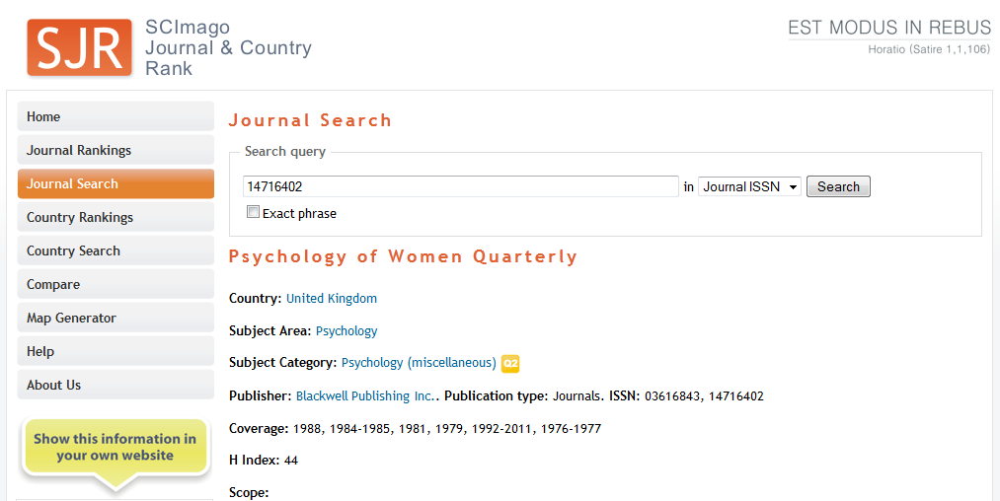 SJR
SCImago
Journal & Country
Rank
EST MODUS IN REBUS
Horatio (Satire 1,1,106)
Home
Journal Rankings
Journal Search
Country Rankings
Country Search
Compare
Map Generator
Help
About Us
Show this information in
your own website
Journal Search
Search query
14716402 in Journal ISSN Search
Exact phrase
Psychology of Women Quarterly
Country: United Kingdom
Subject Area: Psychology
Subject Category: Psychology (miscellaneous) Q2
Publisher: Blackwell Publishing Inc.. Publication type: Journals. ISSN: 03616843, 14716402
Coverage: 1988, 1984-1985, 1981, 1979, 1992-2011, 1976-1977
H Index: 44
Scope: